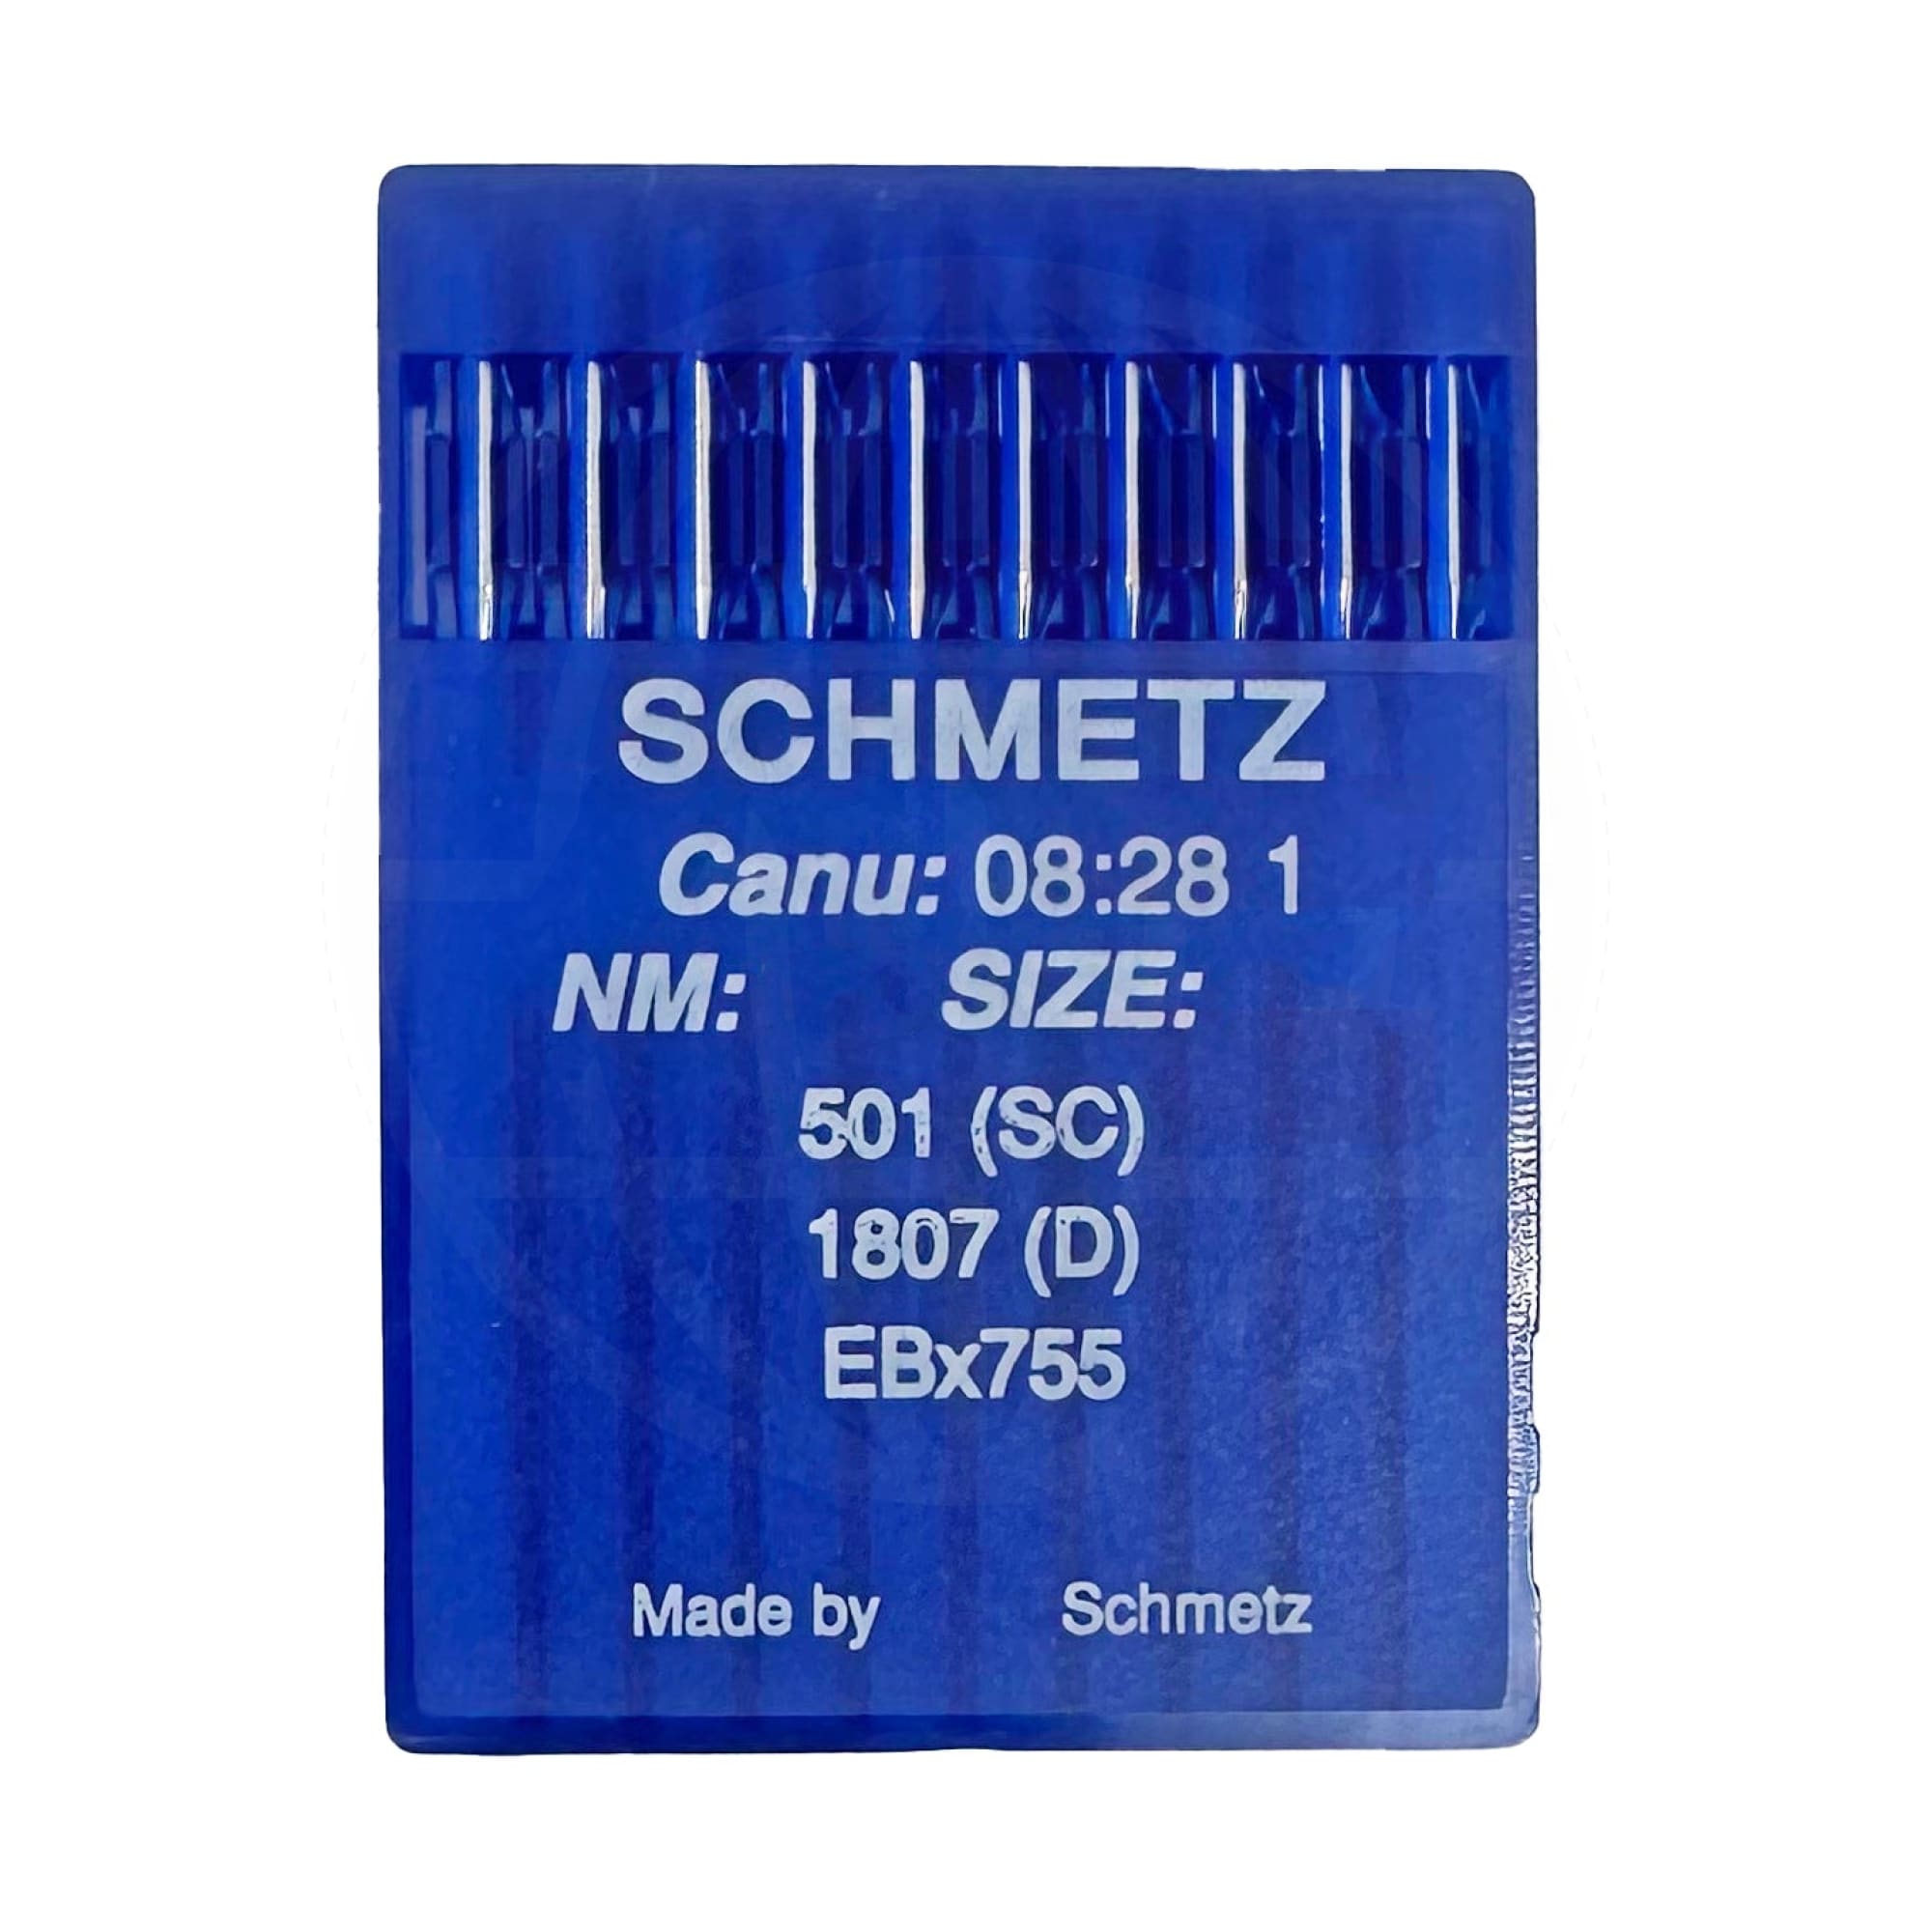 SCHMETZ
Canu: 08:28 1
NM: SIZE:
501 (SC)
1807 (D)
EBx755
Made by Schmetz